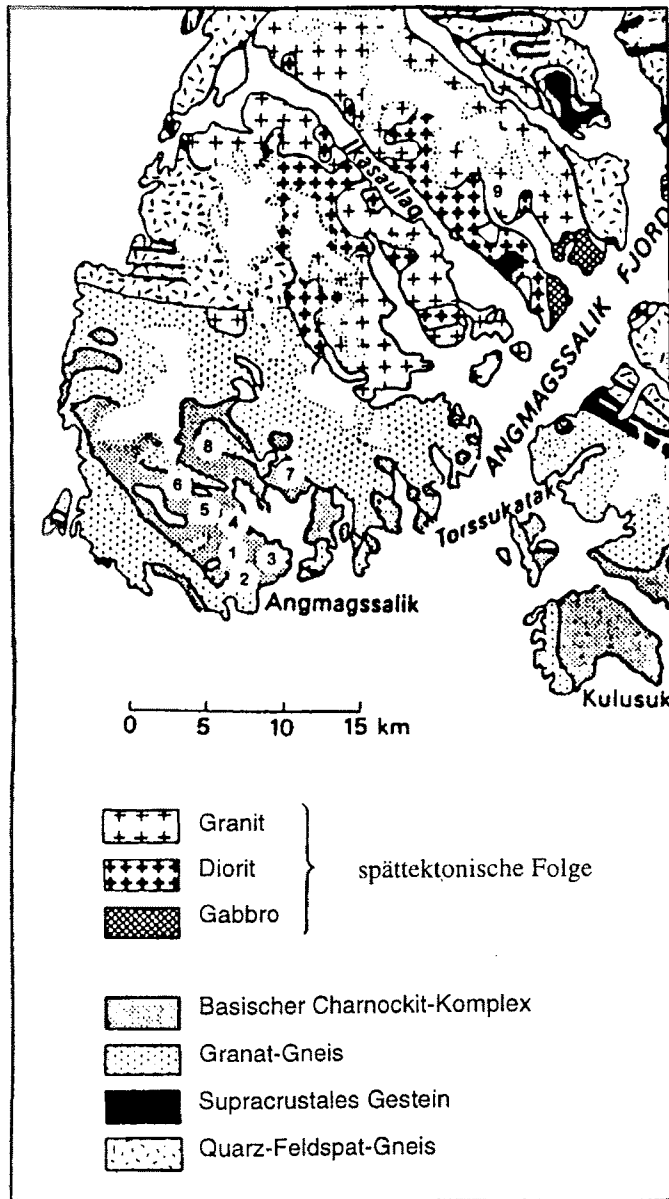 Ikasaulaq
9
ANGMAGSSALIK FJORD
8
7
6
5
4
Torssukatak
1
3
2
Angmagssalik
Kulusuk
0 5 10 15 km
Granit
Diorit
spättektonische Folge
Gabbro
Basischer Charnockit-Komplex
Granat-Gneis
Supracrustales Gestein
Quarz-Feldspat-Gneis